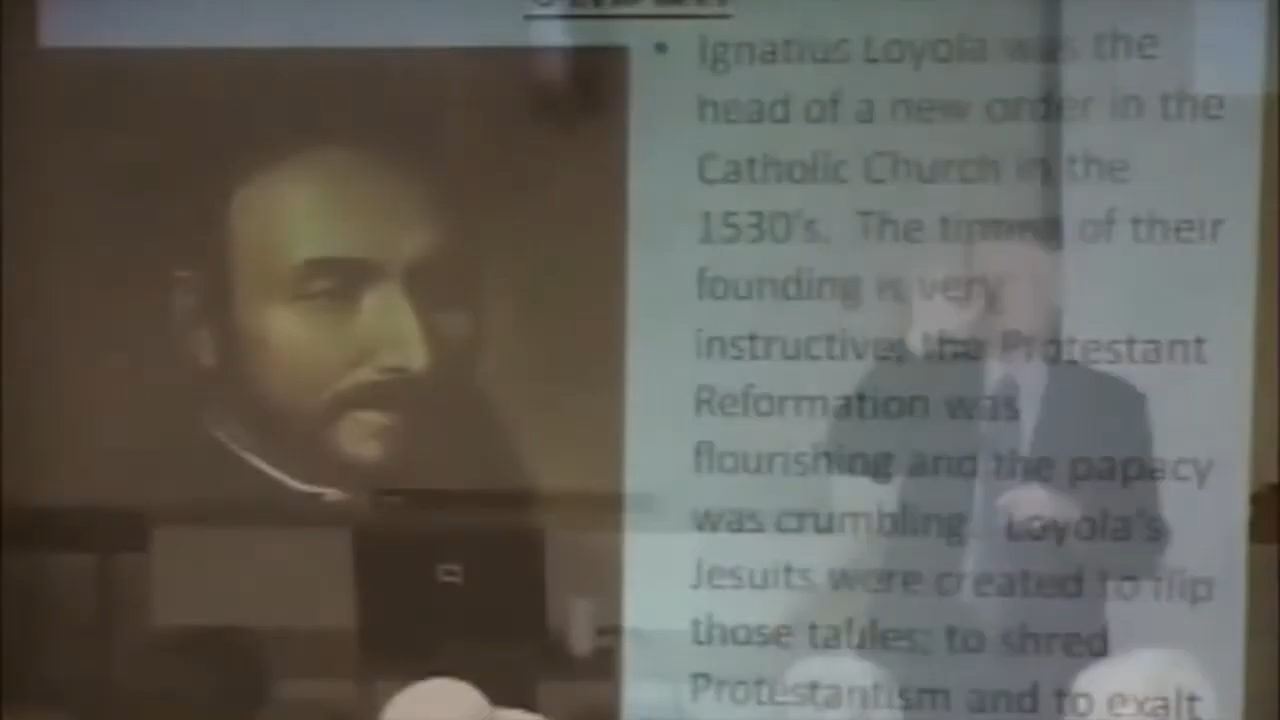 • Ignatius Loyola was the
head of a new order in the
Catholic Church in the
1530's. The timing of their
founding is very
instructive; the Protestant
Reformation was
flourishing and the papacy
was crumbling. Loyola's
Jesuits were created to flip
those tables; to shred
Protestantism and to exalt